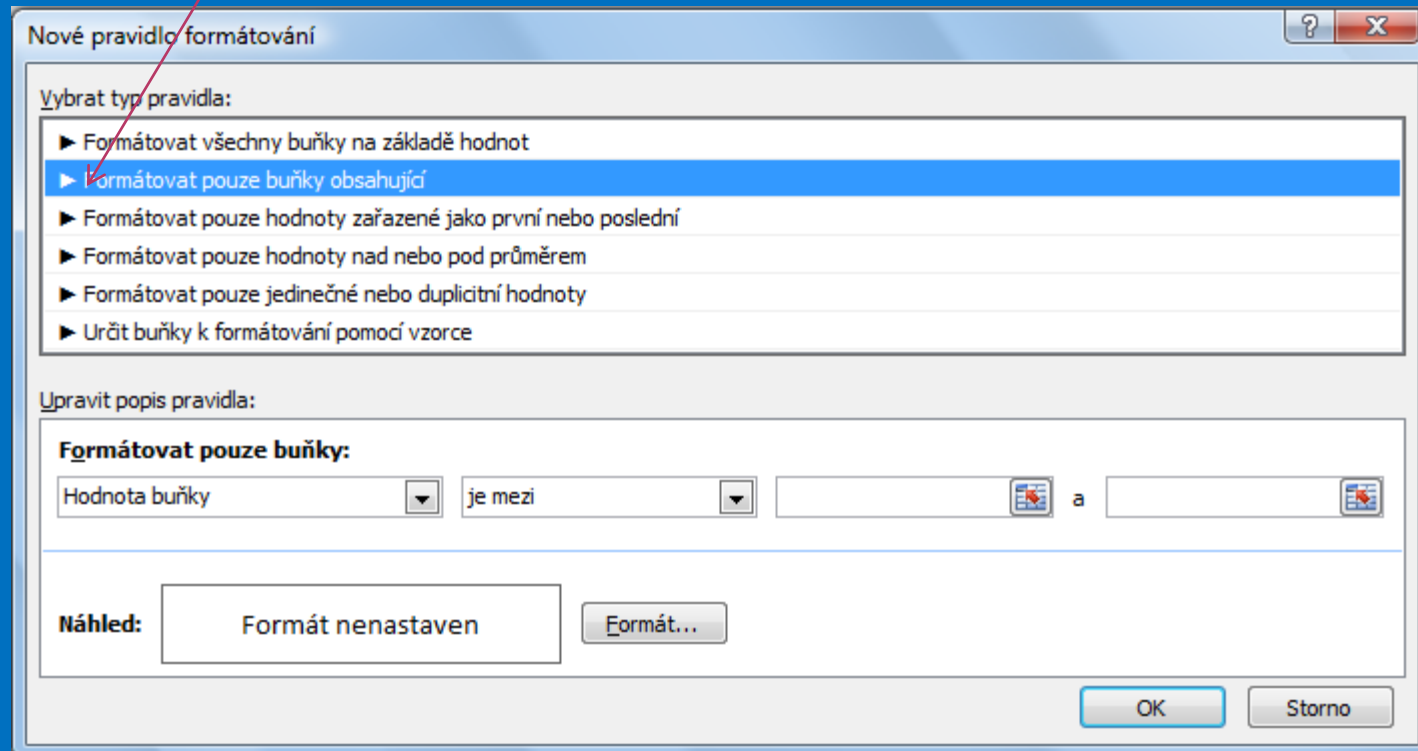 Nové pravidlo formátování
Vybrat typ pravidla:
► Formátovat všechny buňky na základě hodnot
► Formátovat pouze buňky obsahující
► Formátovat pouze hodnoty zařazené jako první nebo poslední
► Formátovat pouze hodnoty nad nebo pod průměrem
► Formátovat pouze jedinečné nebo duplicitní hodnoty
► Určit buňky k formátování pomocí vzorce
Upravit popis pravidla:
Formátovat pouze buňky:
Hodnota buňky je mezi a
Náhled: Formát nenastaven Formát...
OK Storno